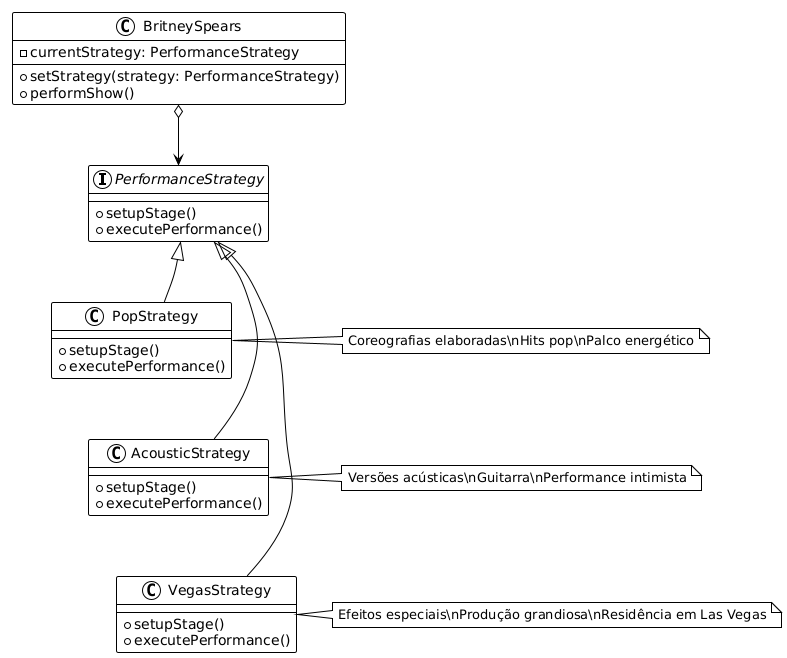 C BritneySpears
currentStrategy: PerformanceStrategy
setStrategy(strategy: PerformanceStrategy)
performShow()
I PerformanceStrategy
setupStage()
executePerformance()
C PopStrategy
setupStage()
executePerformance()
Coreografias elaboradas\nHits pop\nPalco energético
C AcousticStrategy
setupStage()
executePerformance()
Versões acústicas\nGuitarra\nPerformance intimista
C VegasStrategy
setupStage()
executePerformance()
Efeitos especiais\nProdução grandiosa\nResidência em Las Vegas